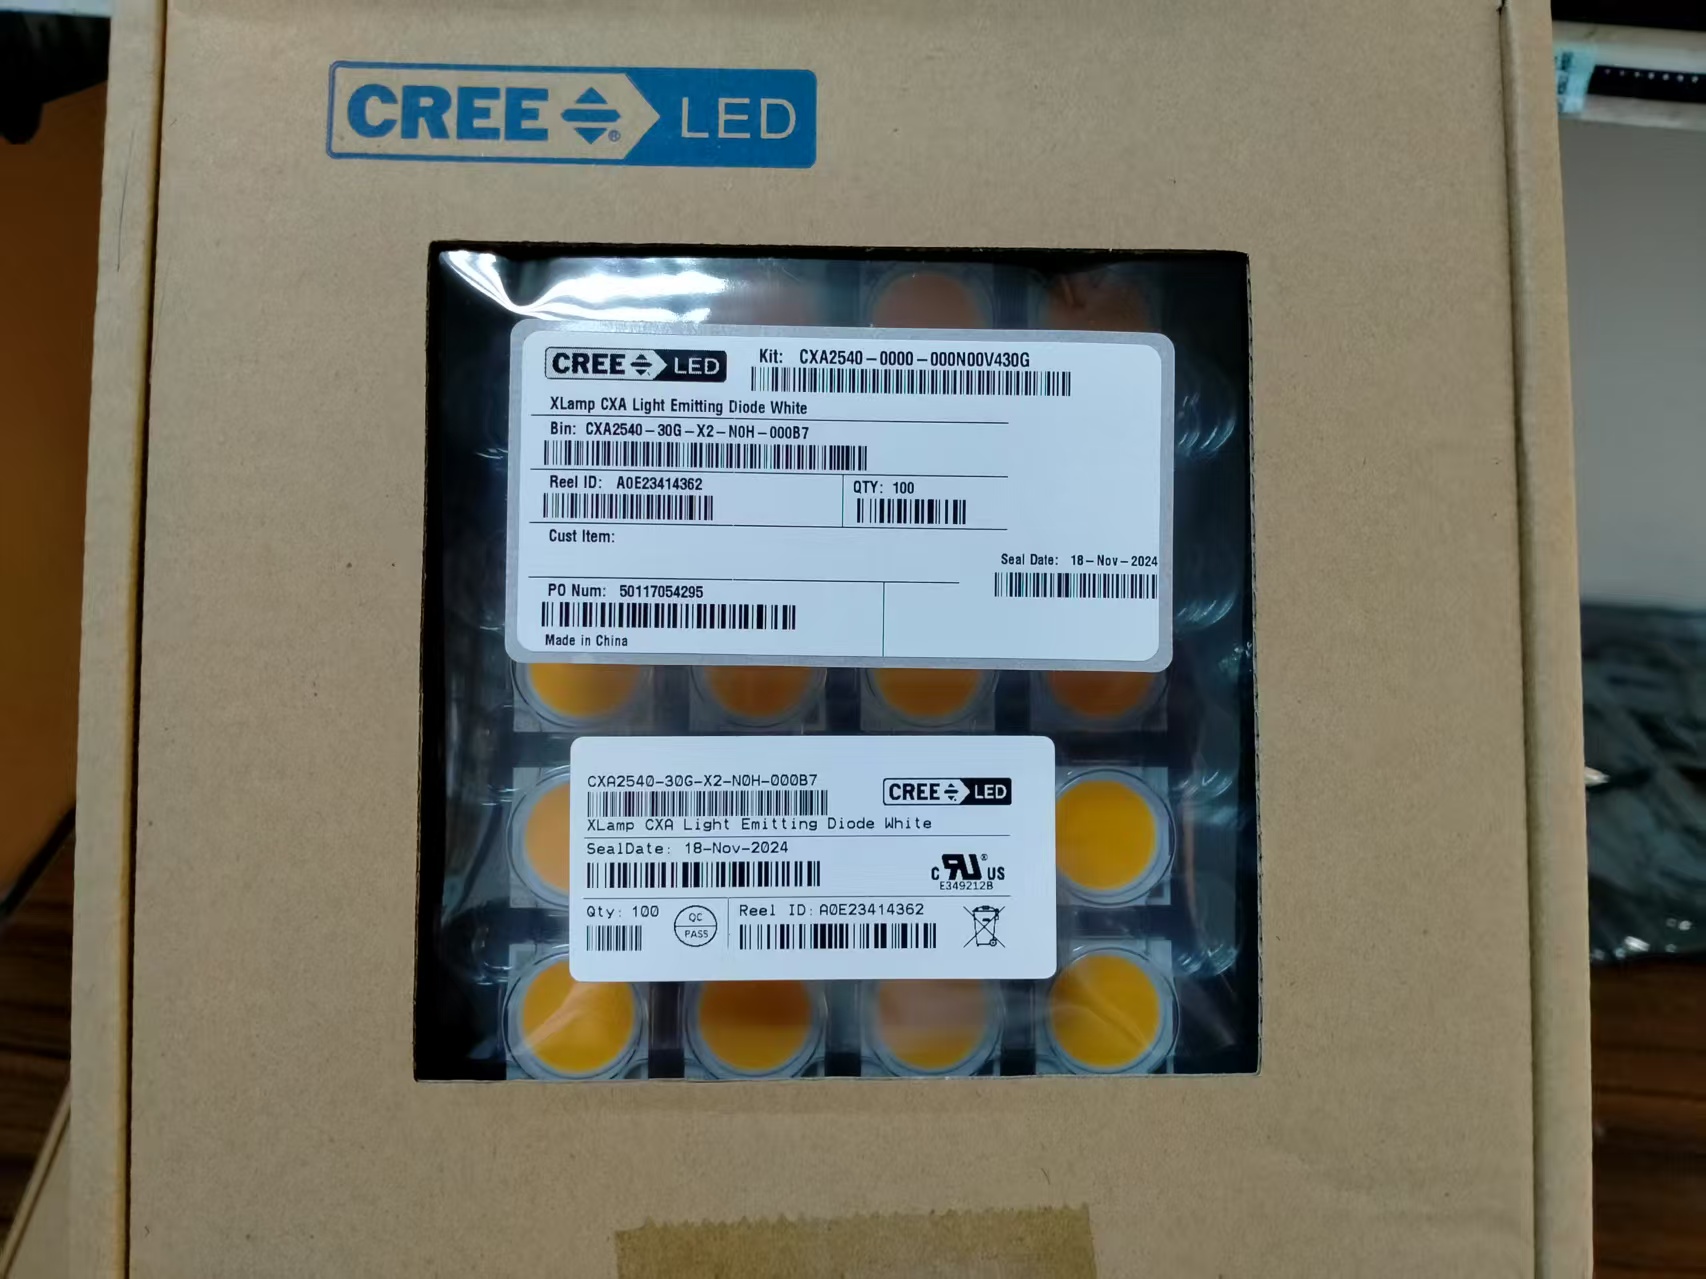 CREE LED
CREE LED
Kit: CXA2540-0000-000N00V430G
XLamp CXA Light Emitting Diode White
Bin: CXA2540-30G-X2-N0H-000B7
Reel ID: A0E23414362
QTY: 100
Cust Item:
Seal Date: 18-Nov-2024
PO Num: 50117054295
Made in China
CXA2540-30G-X2-N0H-000B7
CREE LED
XLamp CXA Light Emitting Diode White
SealDate: 18-Nov-2024
c RU® US
E349212B
Qty: 100
QC
PASS
Reel ID: A0E23414362